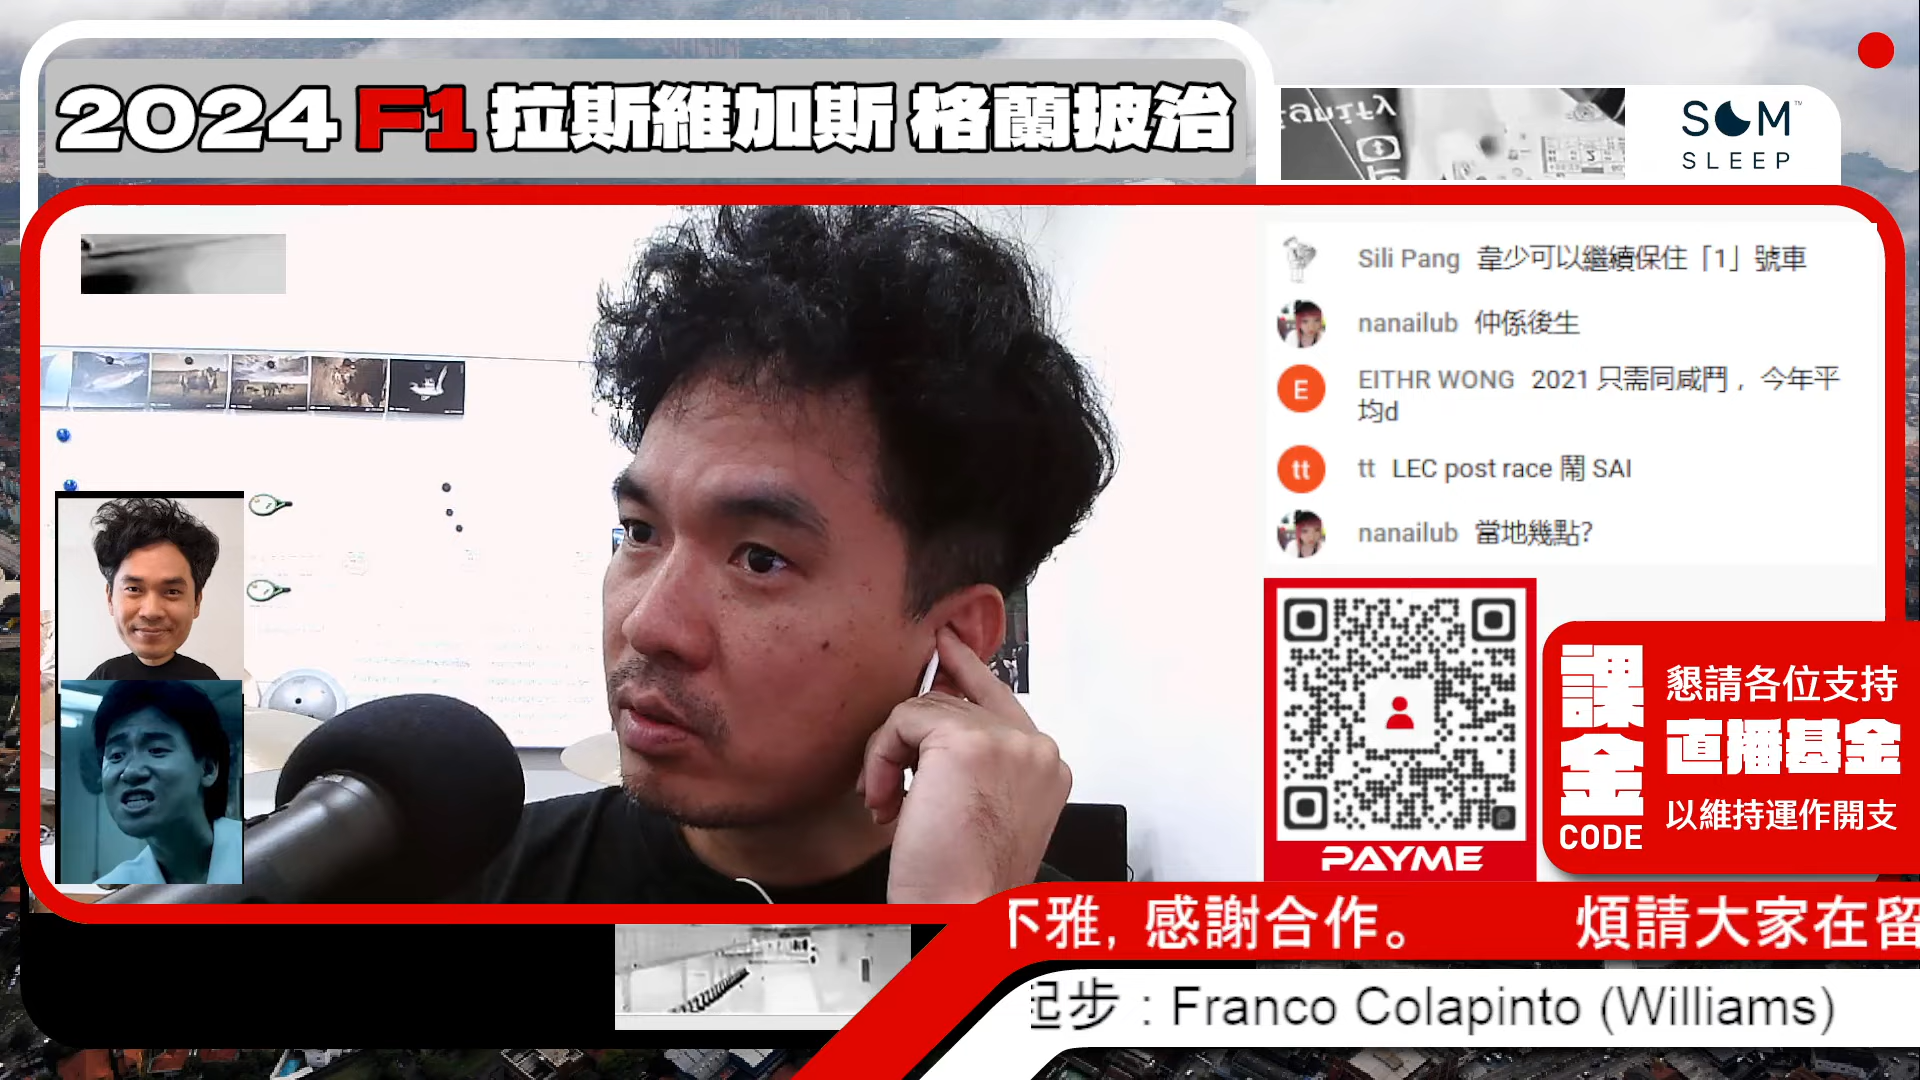 2024 F1 拉斯維加斯 格蘭披治
ignity
SOM™
SLEEP
Sili Pang 韋少可以繼續保住「1」號車
nanailub 仲係後生
E EITHR WONG 2021 只需同咸鬥，今年平
均d
tt tt LEC post race 鬧 SAI
nanailub 當地幾點？
PAYME
課金
CODE
懇請各位支持
直播基金
以維持運作開支
下雅, 感謝合作。 煩請大家在留
起步 : Franco Colapinto (Williams)